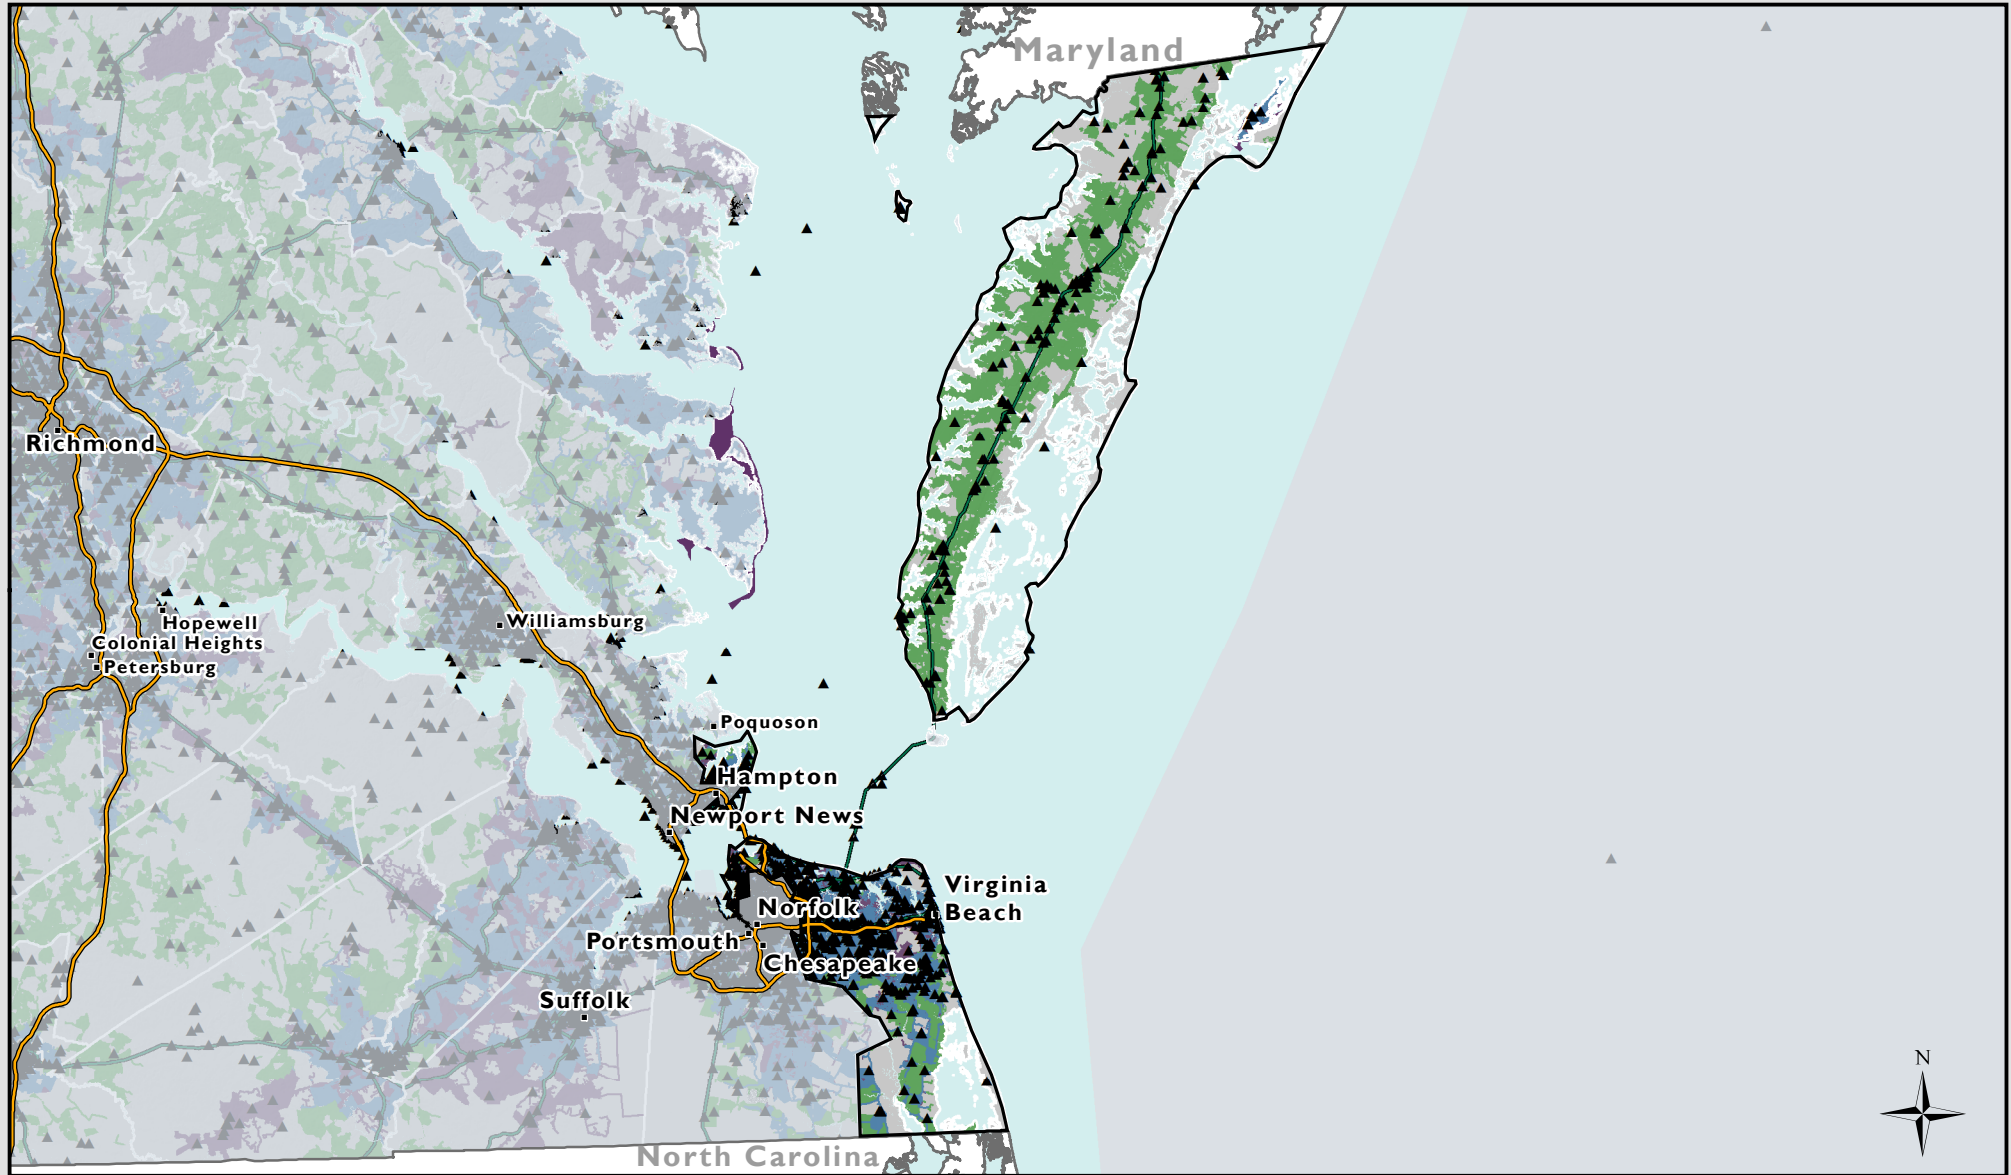 Maryland
Richmond
Hopewell
Williamsburg
Colonial Heights
Petersburg
Poquoson
Hampton
Newport News
Virginia
Beach
Norfolk
Portsmouth
Chesapeake
Suffolk
N
North Carolina